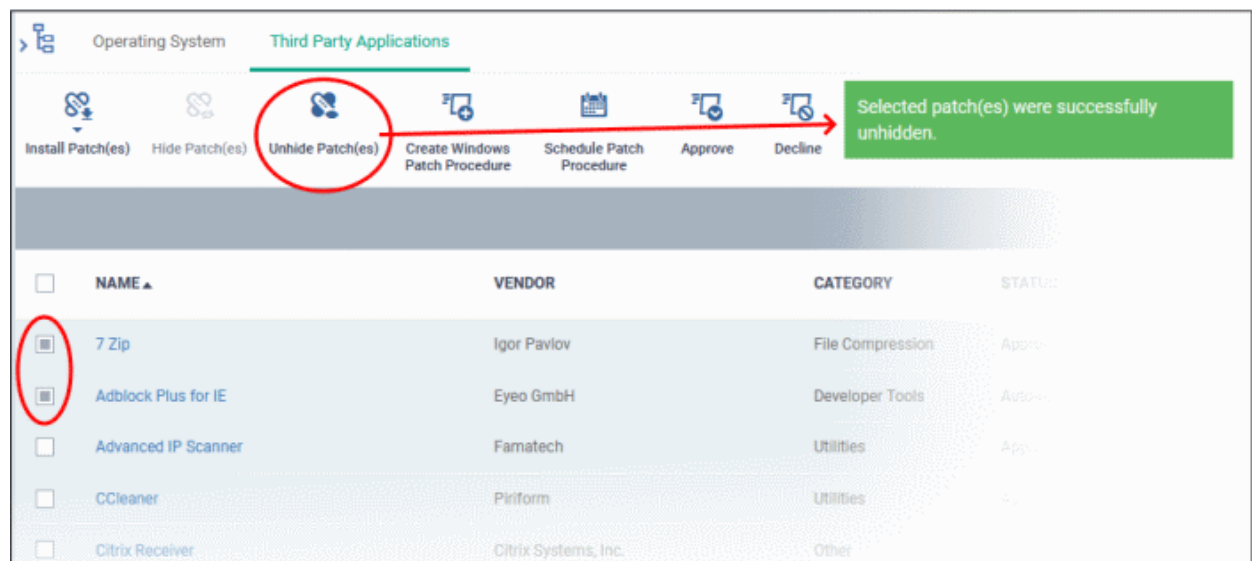 Operating System Third Party Applications
Install Patch(es) Hide Patch(es) Unhide Patch(es) Create Windows Patch Procedure Schedule Patch Procedure Approve Decline
Selected patch(es) were successfully
unhidden.
NAME VENDOR CATEGORY STATUS
7 Zip Igor Pavlov File Compression
Adblock Plus for IE Eyeo GmbH Developer Tools
Advanced IP Scanner Famatech Utilities
CCleaner Piriform Utilities
Citrix Receiver Citrix Systems, Inc. Other